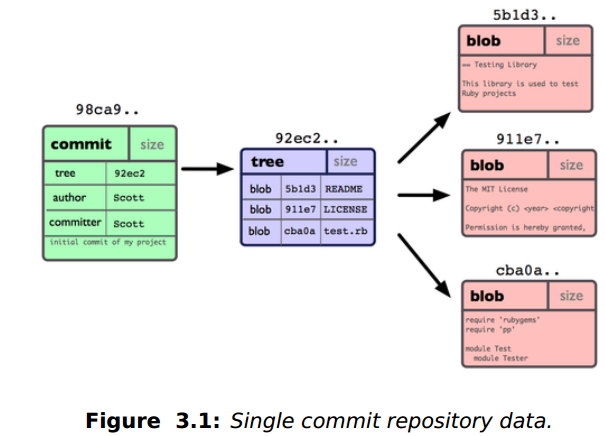 98ca9..
commit size
tree 92ec2
author Scott
committer Scott
initial commit of my project
92ec2..
tree size
blob 5b1d3 README
blob 911e7 LICENSE
blob cba0a test.rb
5b1d3..
blob size
== Testing Library
This library is used to test
Ruby projects
911e7..
blob size
The MIT License
Copyright (c) <year> <copyright
Permission is hereby granted,
cba0a..
blob size
require 'rubygems'
require 'pp'
module Test
module Tester
Figure 3.1: Single commit repository data.